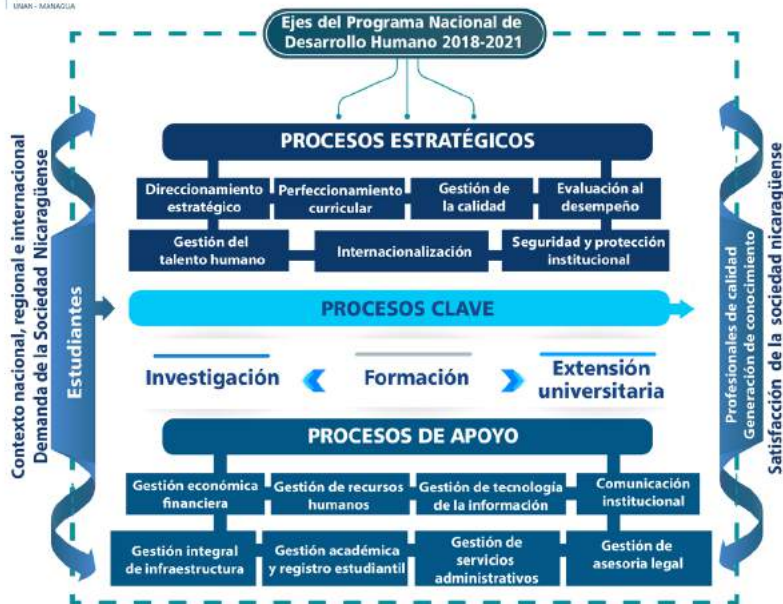 UNAN - MANAGUA
Ejes del Programa Nacional de
Desarrollo Humano 2018-2021
Contexto nacional, regional e internacional
Demanda de la Sociedad Nicaragüense
Estudiantes
PROCESOS ESTRATÉGICOS
Direccionamiento
estratégico
Perfeccionamiento
curricular
Gestión de
la calidad
Evaluación al
desempeño
Gestión del
talento humano
Internacionalización
Seguridad y protección
institucional
PROCESOS CLAVE
Investigación
Formación
Extensión
universitaria
PROCESOS DE APOYO
Gestión económica
financiera
Gestión de recursos
humanos
Gestión de tecnología
de la información
Comunicación
institucional
Gestión integral
de infraestructura
Gestión académica
y registro estudiantil
Gestión de
servicios
administrativos
Gestión de
asesoria legal
Profesionales de calidad
Generación de conocimiento
Satisfacción de la sociedad nicaragüense